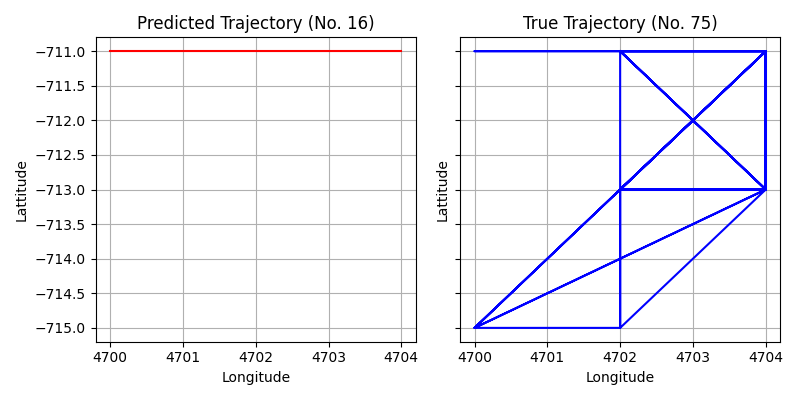 Predicted Trajectory (No. 16)
−711.0
−711.5
−712.0
−712.5
−713.0
−713.5
−714.0
−714.5
−715.0
Lattitude
4700 4701 4702 4703 4704
Longitude
True Trajectory (No. 75)
Lattitude
4700 4701 4702 4703 4704
Longitude